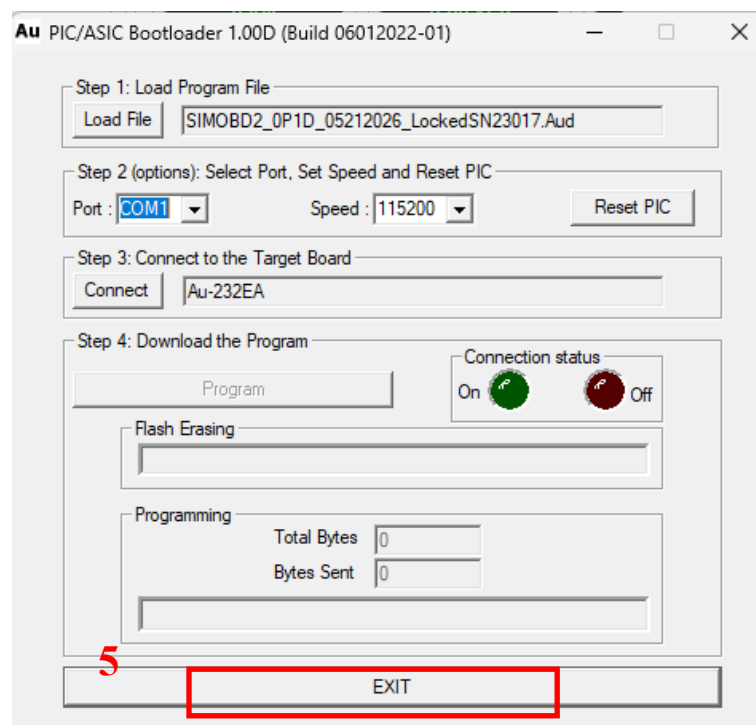 Au PIC/ASIC Bootloader 1.00D (Build 06012022-01)
Step 1: Load Program File
Load File SIMOBD2_0P1D_05212026_LockedSN23017.Aud
Step 2 (options): Select Port, Set Speed and Reset PIC
Port : COM1 Speed : 115200 Reset PIC
Step 3: Connect to the Target Board
Connect Au-232EA
Step 4: Download the Program
Connection status
Program On Off
Flash Erasing
Programming
Total Bytes 0
Bytes Sent 0
5
EXIT